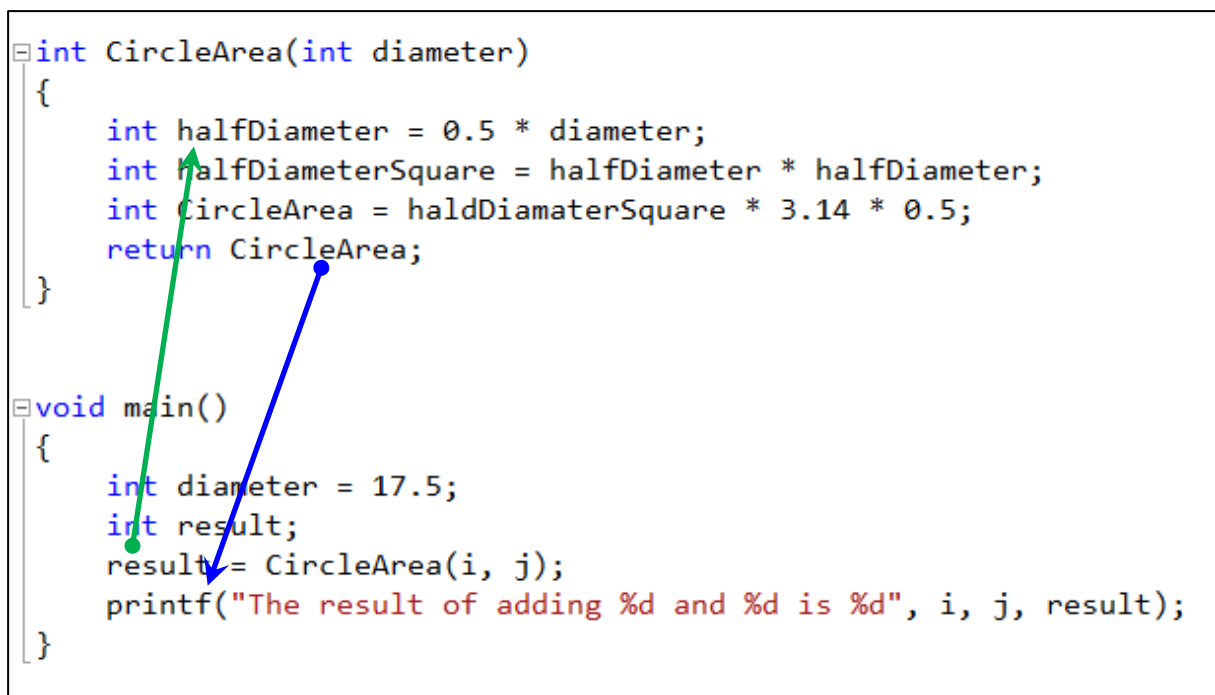 int CircleArea(int diameter)
{
int halfDiameter = 0.5 * diameter;
int halfDiameterSquare = halfDiameter * halfDiameter;
int CircleArea = haldDiamaterSquare * 3.14 * 0.5;
return CircleArea;
}
void main()
{
int diameter = 17.5;
int result;
result = CircleArea(i, j);
printf("The result of adding %d and %d is %d", i, j, result);
}